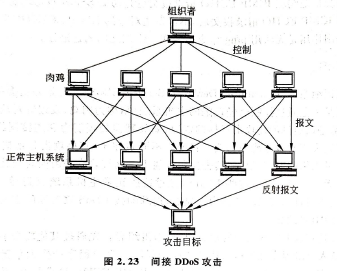 组织者
控制
肉鸡
报文
正常主机系统
反射报文
攻击目标
图 2.23 间接 DDoS 攻击